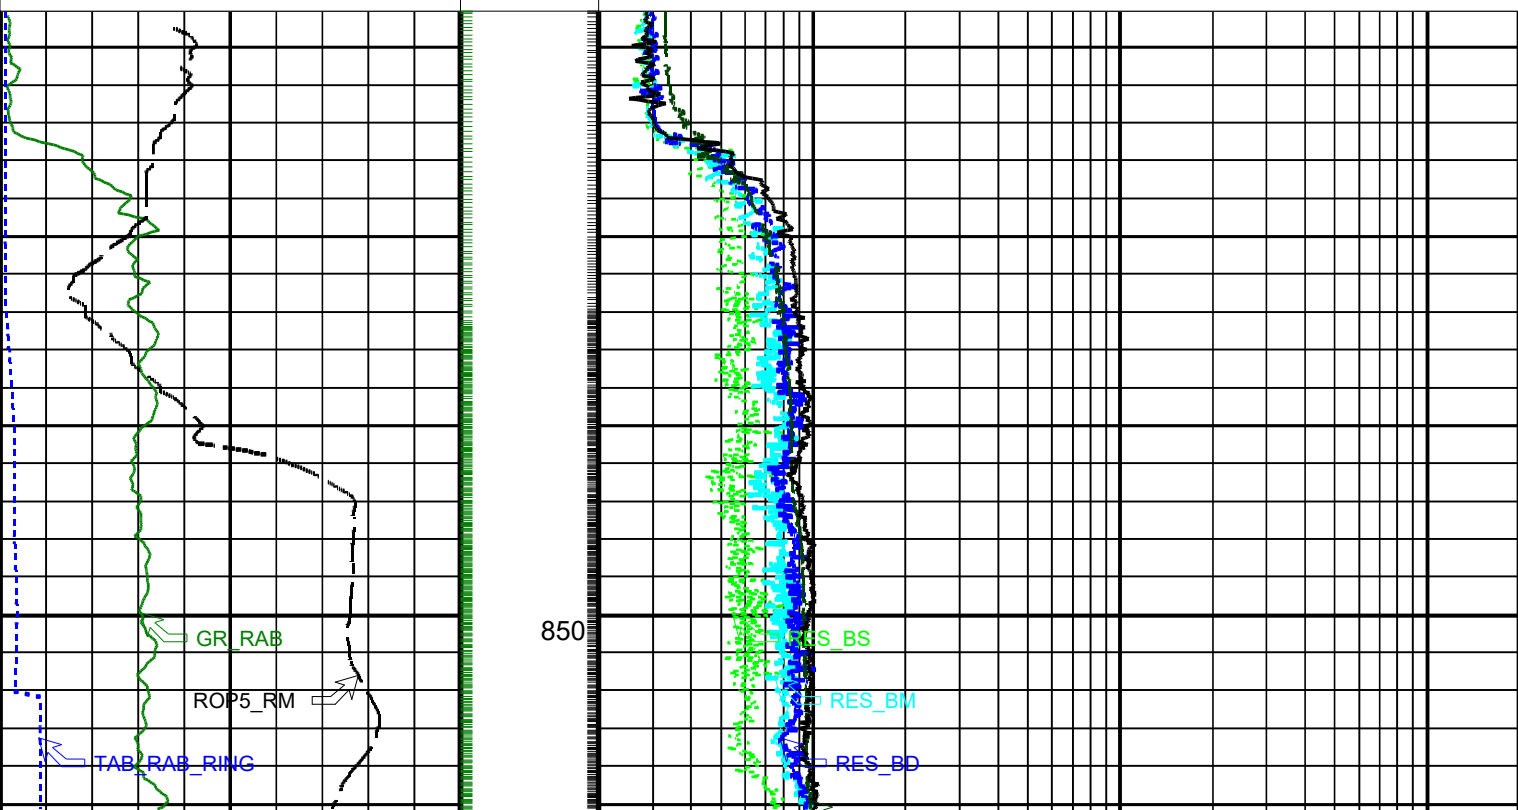 850
GR_RAB
RES_BS
ROP5_RM
RES_BM
TAB_RAB_RING
RES_BD